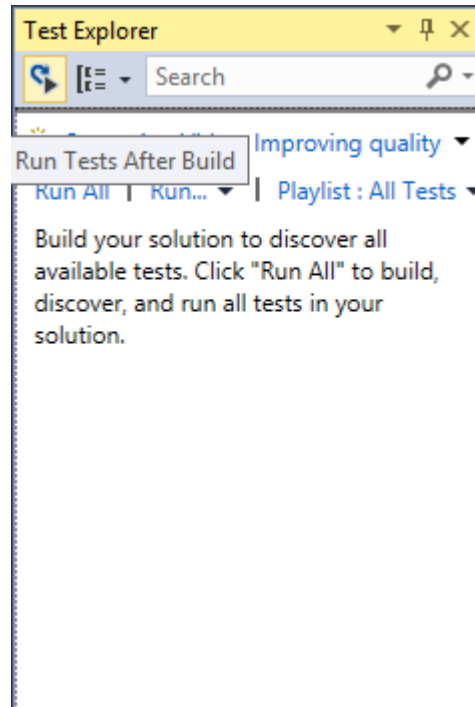 Test Explorer
Search
Improving quality
Run Tests After Build
Run All | Run... | Playlist : All Tests
Build your solution to discover all
available tests. Click "Run All" to build,
discover, and run all tests in your
solution.